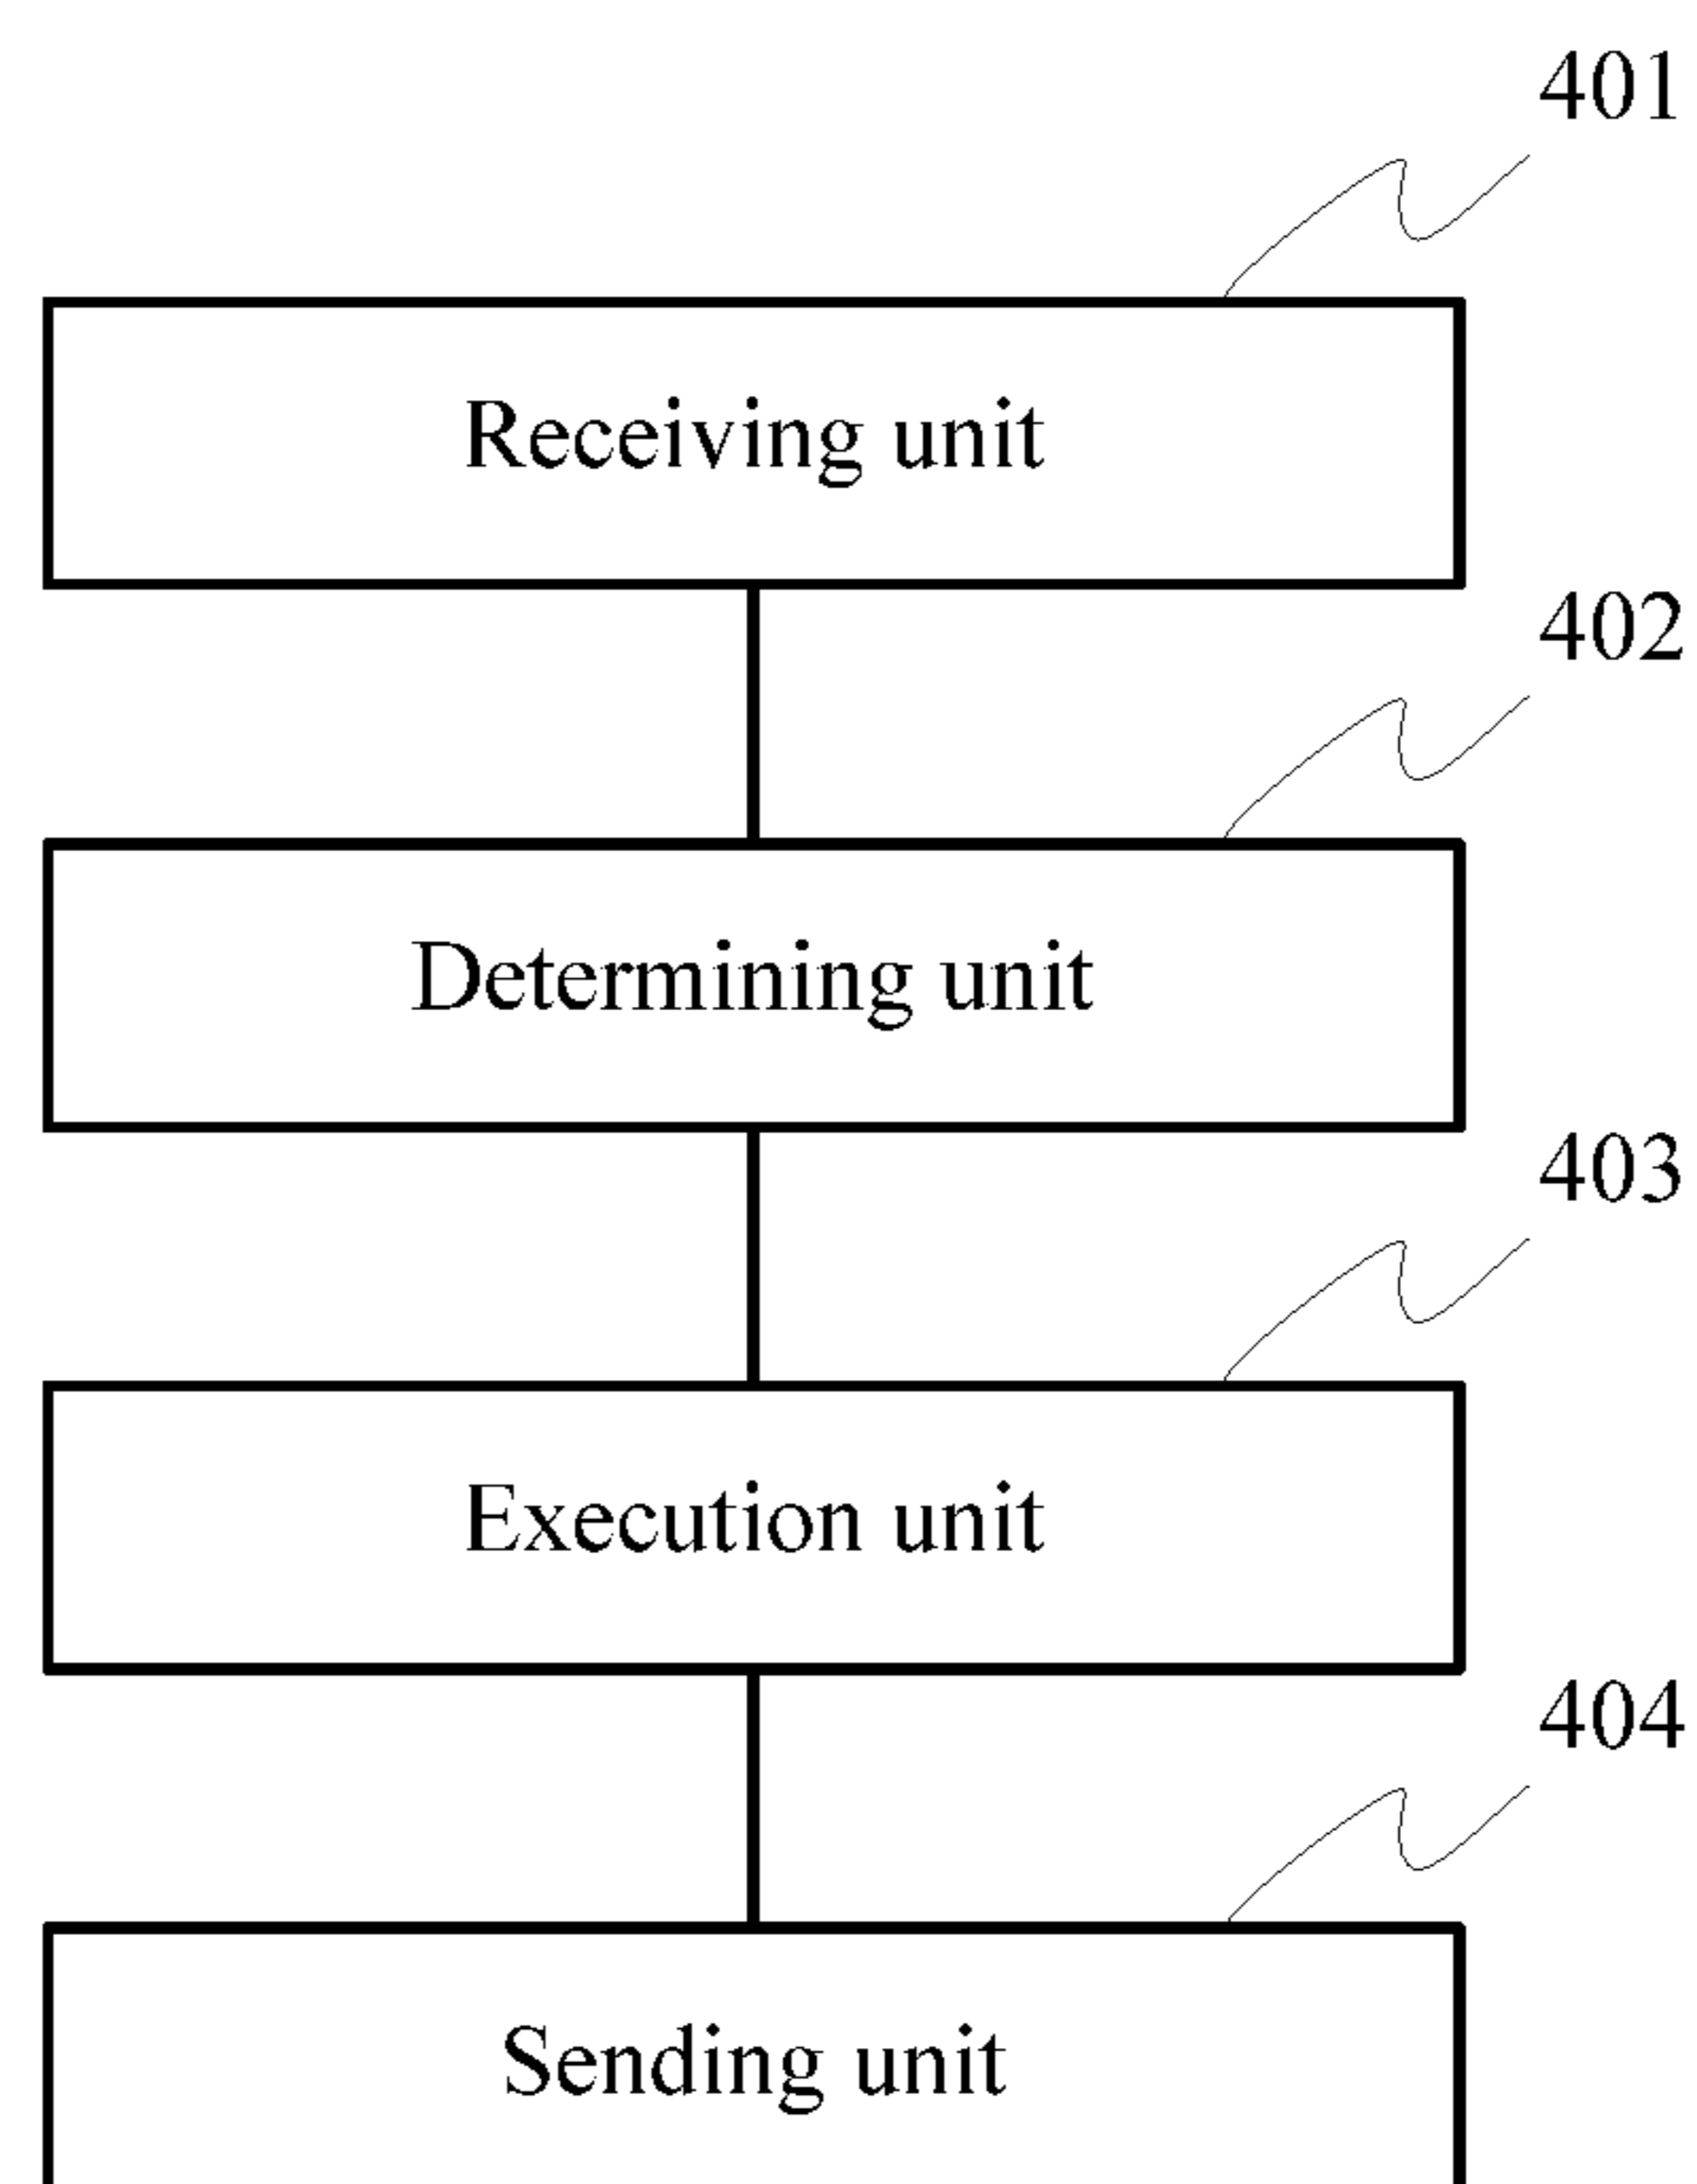 401
Receiving unit
402
Determining unit
403
Execution unit
404
Sending unit